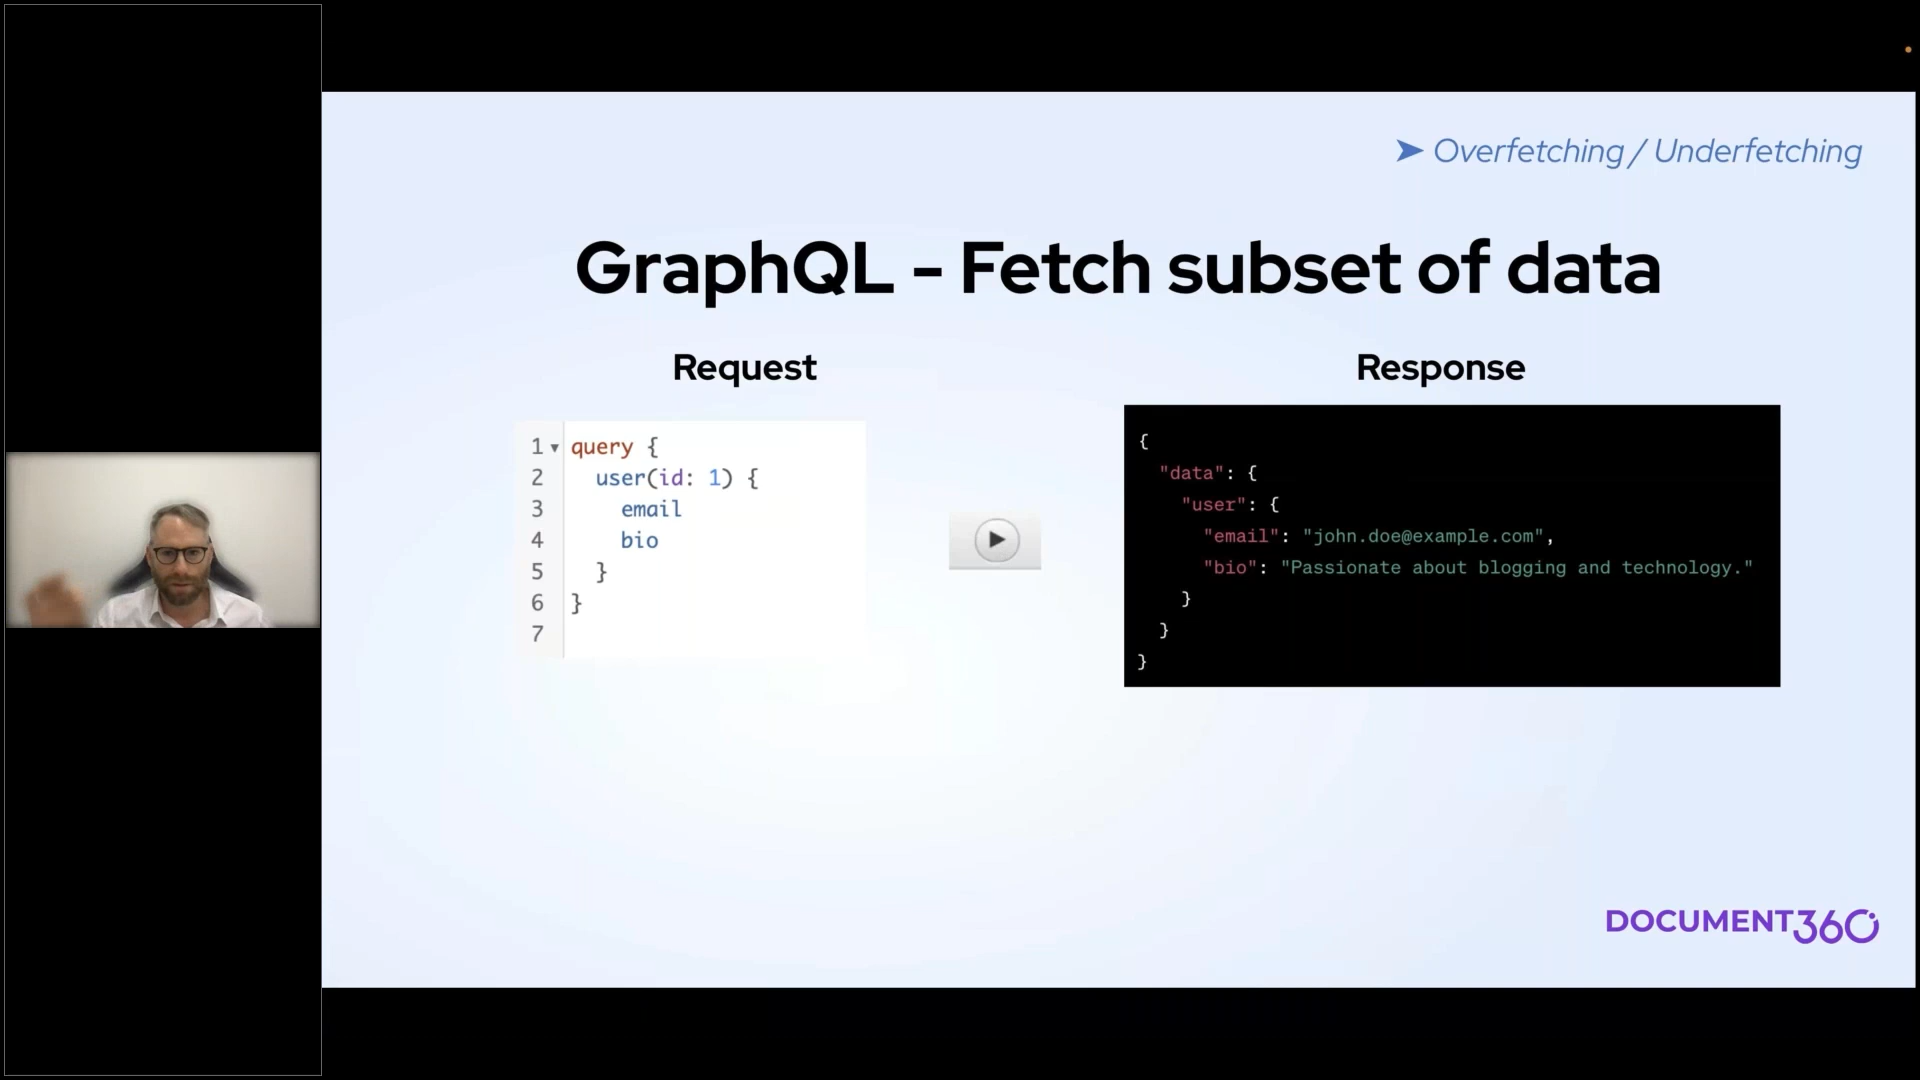 ➤ Overfetching / Underfetching
GraphQL - Fetch subset of data
Request
1 query {
2   user(id: 1) {
3     email
4     bio
5   }
6 }
7
Response
{
  "data": {
    "user": {
      "email": "john.doe@example.com",
      "bio": "Passionate about blogging and technology."
    }
  }
}
DOCUMENT360